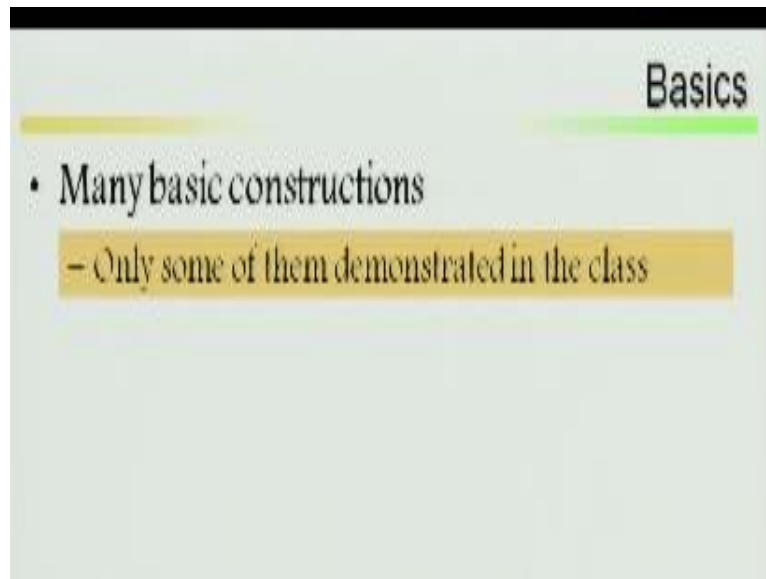 Basics
• Many basic constructions
– Only some of them demonstrated in the class